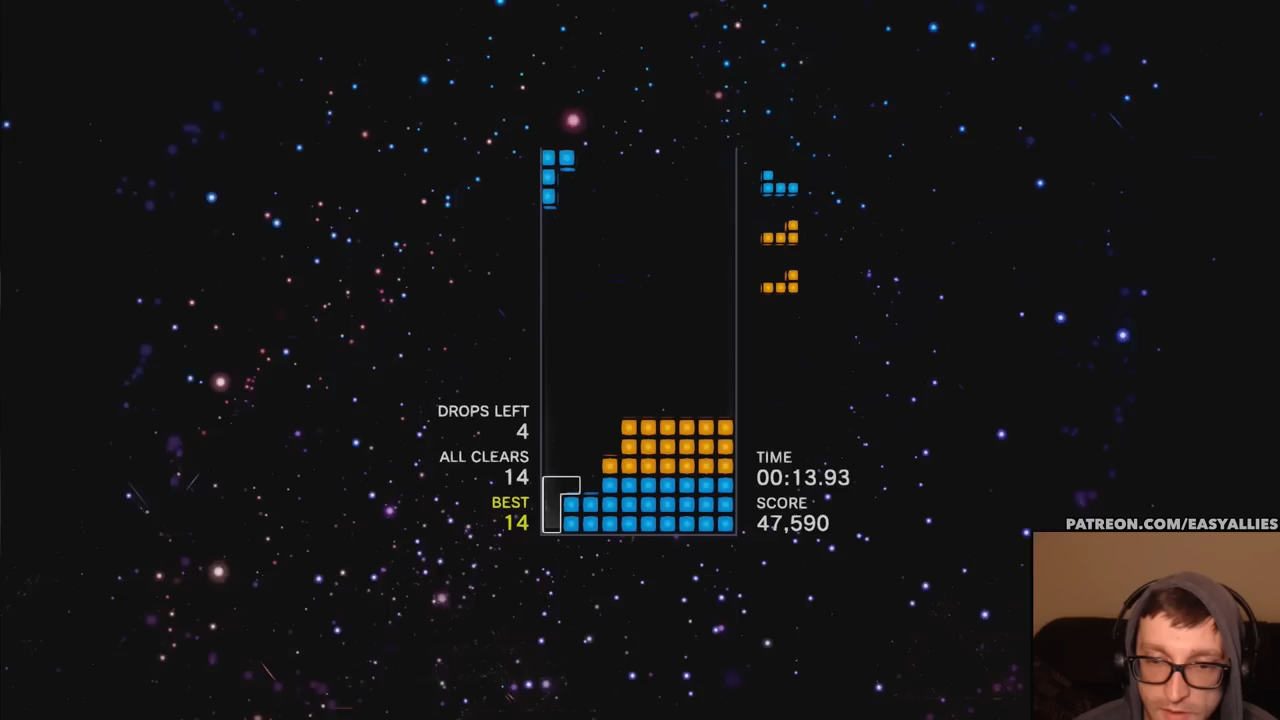 DROPS LEFT
4
ALL CLEARS
14
BEST
14
TIME
00:13.93
SCORE
47,590
PATREON.COM/EASYALLIES